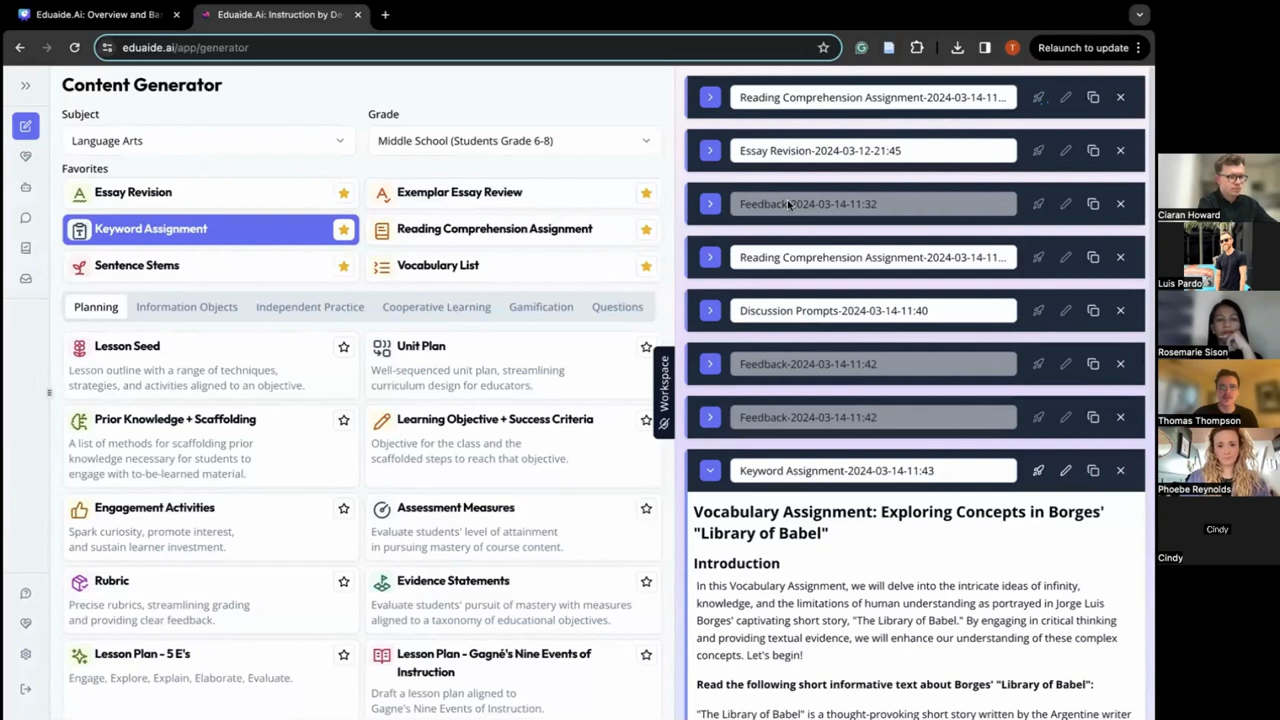 Eduaide.Ai: Overview and Ba
Eduaide.Ai: Instruction by De
eduaide.ai/app/generator
T
Relaunch to update
Content Generator
Subject
Grade
Language Arts
Middle School (Students Grade 6-8)
Favorites
Essay Revision
Exemplar Essay Review
Keyword Assignment
Reading Comprehension Assignment
Sentence Stems
Vocabulary List
Planning
Information Objects
Independent Practice
Cooperative Learning
Gamification
Questions
Lesson Seed
Lesson outline with a range of techniques,
strategies, and activities aligned to an objective.
Unit Plan
Well-sequenced unit plan, streamlining
curriculum design for educators.
Prior Knowledge + Scaffolding
A list of methods for scaffolding prior
knowledge necessary for students to
engage with to-be-learned material.
Learning Objective + Success Criteria
Objective for the class and the
scaffolded steps to reach that objective.
Engagement Activities
Spark curiosity, promote interest,
and sustain learner investment.
Assessment Measures
Evaluate students' level of attainment
in pursuing mastery of course content.
Rubric
Precise rubrics, streamlining grading
and providing clear feedback.
Evidence Statements
Evaluate students' pursuit of mastery with measures
aligned to a taxonomy of educational objectives.
Lesson Plan - 5 E's
Engage, Explore, Explain, Elaborate, Evaluate.
Lesson Plan - Gagné's Nine Events of
Instruction
Draft a lesson plan aligned to
Gagne's Nine Events of Instruction.
Workspace
Reading Comprehension Assignment-2024-03-14-11...
Essay Revision-2024-03-12-21:45
Feedback-2024-03-14-11:32
Reading Comprehension Assignment-2024-03-14-11...
Discussion Prompts-2024-03-14-11:40
Feedback-2024-03-14-11:42
Feedback-2024-03-14-11:42
Keyword Assignment-2024-03-14-11:43
Vocabulary Assignment: Exploring Concepts in Borges'
"Library of Babel"
Introduction
In this Vocabulary Assignment, we will delve into the intricate ideas of infinity,
knowledge, and the limitations of human understanding as portrayed in Jorge Luis
Borges' captivating short story, "The Library of Babel." By engaging in critical thinking
and providing textual evidence, we will enhance our understanding of these complex
concepts. Let's begin!
Read the following short informative text about Borges' "Library of Babel":
"The Library of Babel" is a thought-provoking short story written by the Argentine writer
Ciaran Howard
Luis Pardo
Rosemarie Sison
Thomas Thompson
Phoebe Reynolds
Cindy
Cindy